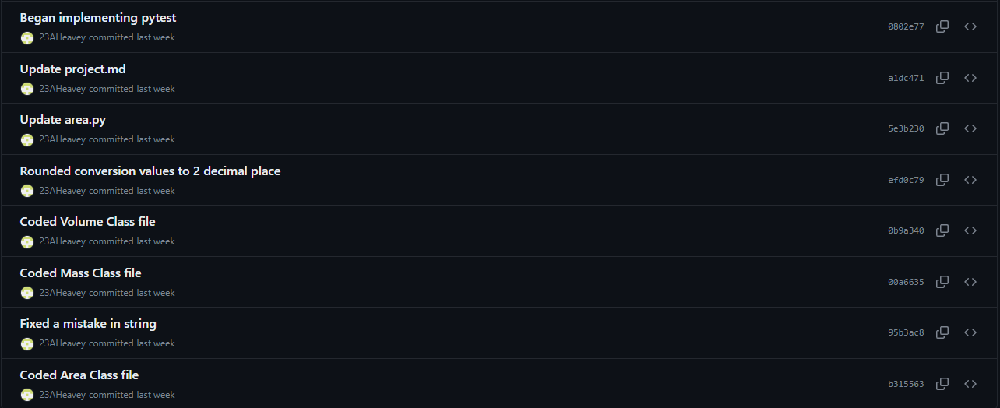 Began implementing pytest
23AHeavey committed last week
0802e77
Update project.md
23AHeavey committed last week
a1dc471
Update area.py
23AHeavey committed last week
5e3b230
Rounded conversion values to 2 decimal place
23AHeavey committed last week
efd0c79
Coded Volume Class file
23AHeavey committed last week
0b9a340
Coded Mass Class file
23AHeavey committed last week
00a6635
Fixed a mistake in string
23AHeavey committed last week
95b3ac8
Coded Area Class file
23AHeavey committed last week
b315563